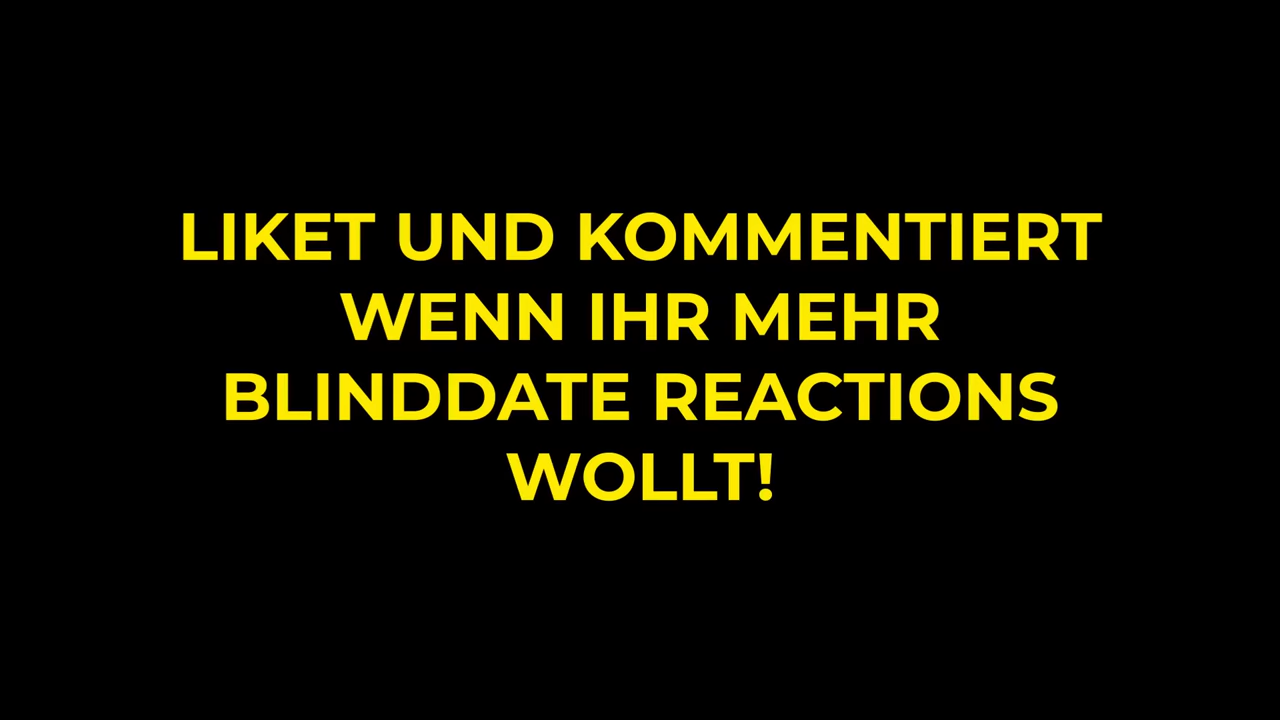 LIKET UND KOMMENTIERT
WENN IHR MEHR
BLINDDATE REACTIONS
WOLLT!